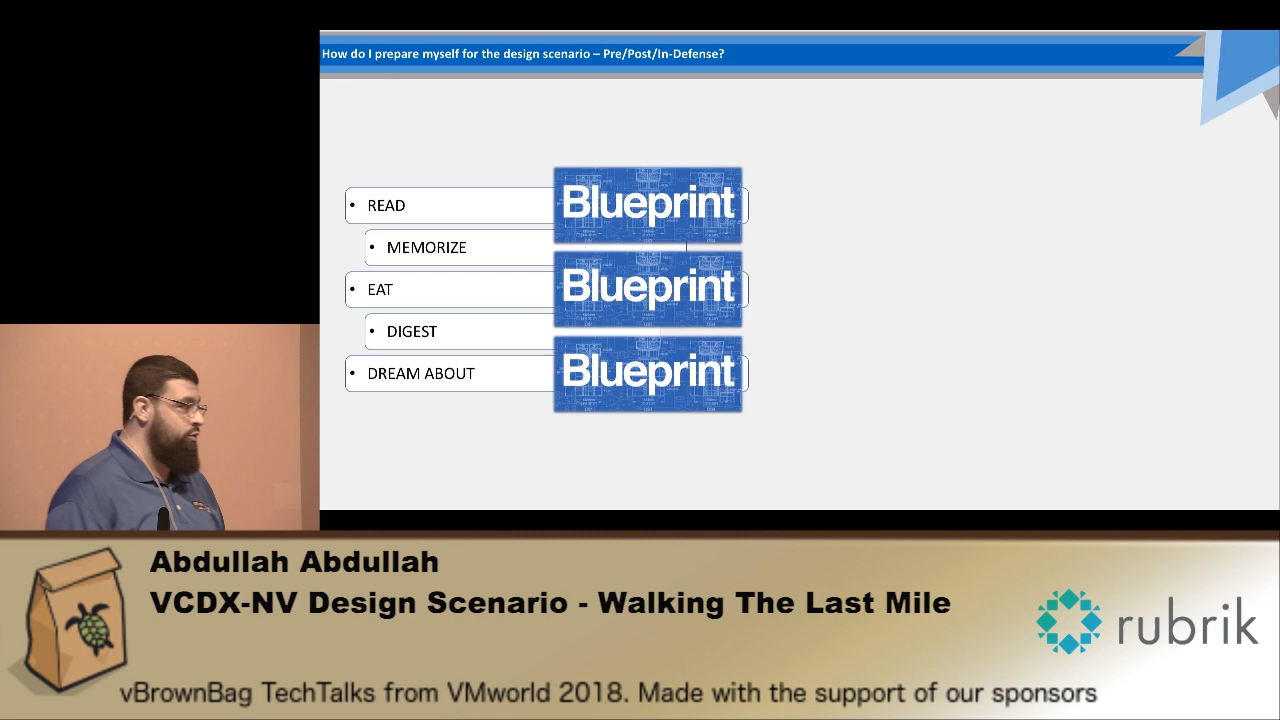 How do I prepare myself for the design scenario – Pre/Post/In-Defense?
• READ
Blueprint
• MEMORIZE
• EAT
Blueprint
• DIGEST
• DREAM ABOUT
Blueprint
Abdullah Abdullah
VCDX-NV Design Scenario - Walking The Last Mile
rubrik
vBrownBag TechTalks from VMworld 2018. Made with the support of our sponsors